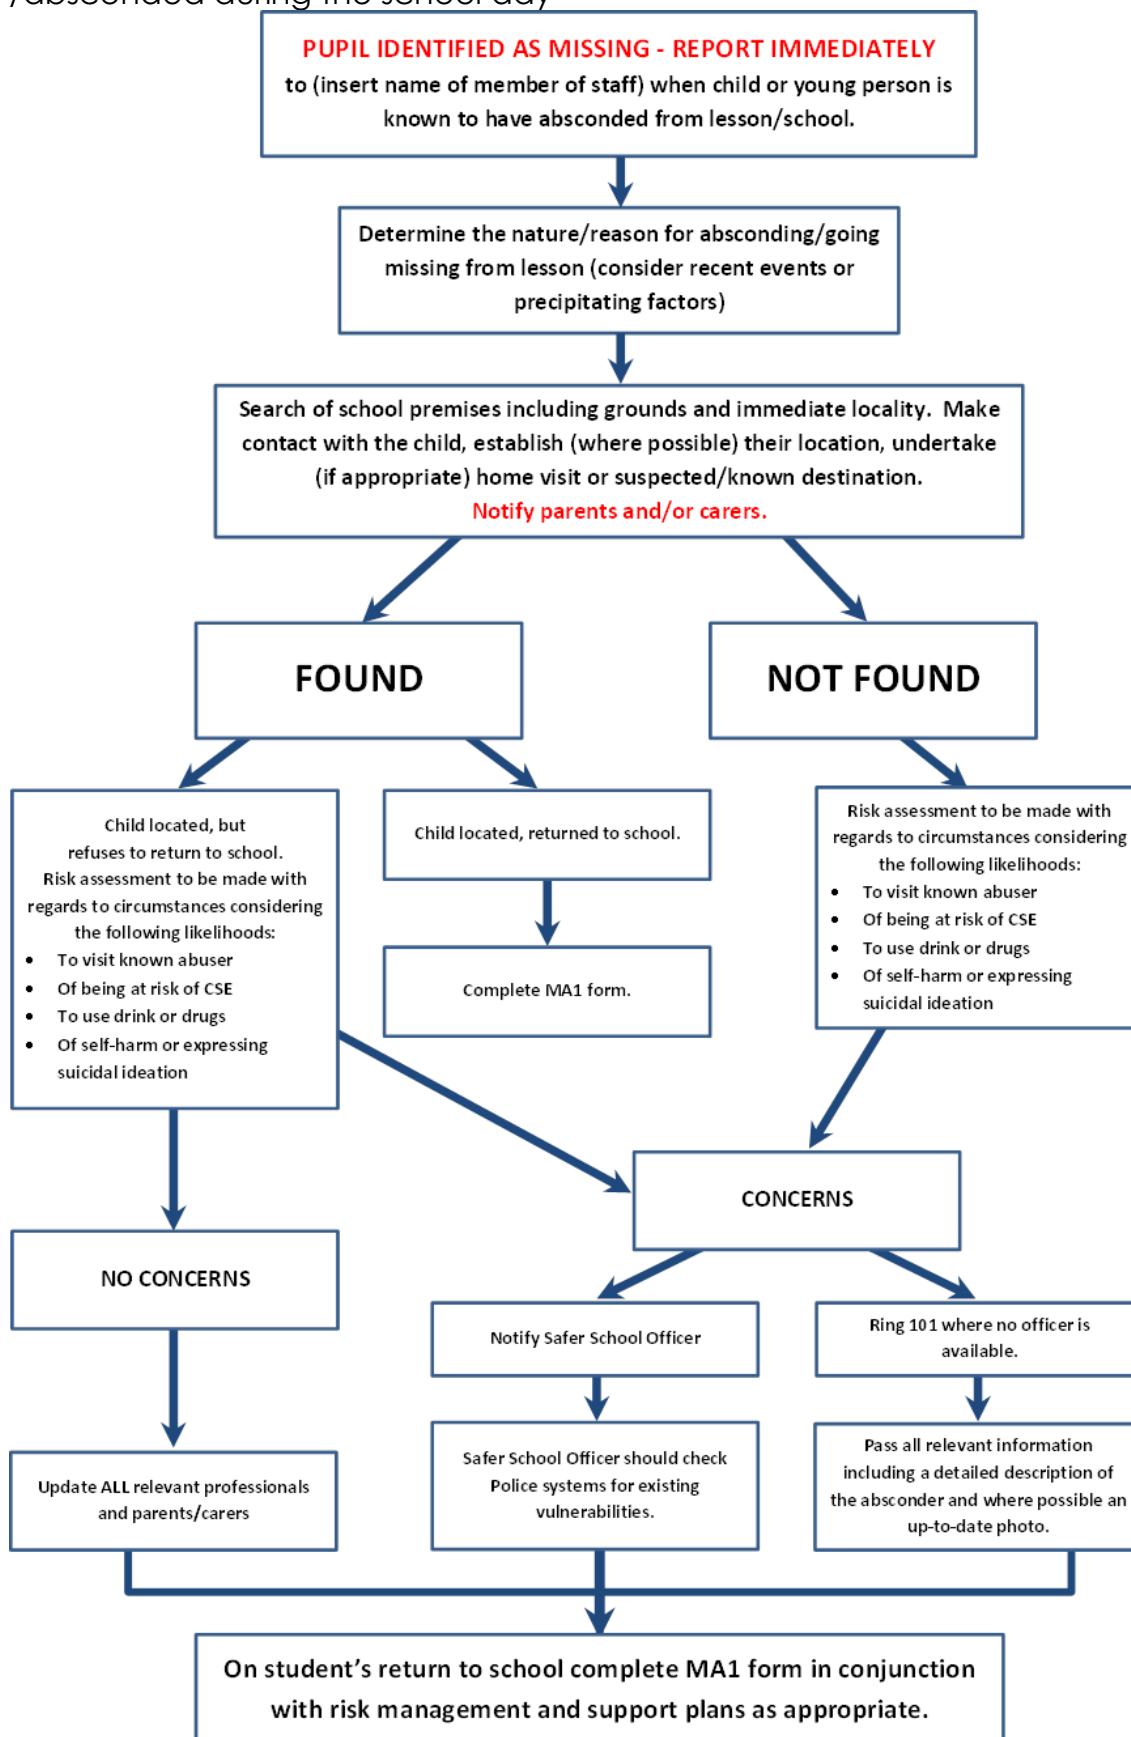 /absconded during the school day
PUPIL IDENTIFIED AS MISSING - REPORT IMMEDIATELY
to (insert name of member of staff) when child or young person is
known to have absconded from lesson/school.
Determine the nature/reason for absconding/going
missing from lesson (consider recent events or
precipitating factors)
Search of school premises including grounds and immediate locality.  Make
contact with the child, establish (where possible) their location, undertake
(if appropriate) home visit or suspected/known destination.
Notify parents and/or carers.
FOUND
NOT FOUND
Child located, but
refuses to return to school.
Risk assessment to be made with
regards to circumstances considering
the following likelihoods:
• To visit known abuser
• Of being at risk of CSE
• To use drink or drugs
• Of self-harm or expressing
suicidal ideation
Child located, returned to school.
Complete MA1 form.
Risk assessment to be made with
regards to circumstances considering
the following likelihoods:
• To visit known abuser
• Of being at risk of CSE
• To use drink or drugs
• Of self-harm or expressing
suicidal ideation
CONCERNS
NO CONCERNS
Notify Safer School Officer
Ring 101 where no officer is
available.
Update ALL relevant professionals
and parents/carers
Safer School Officer should check
Police systems for existing
vulnerabilities.
Pass all relevant information
including a detailed description of
the absconder and where possible an
up-to-date photo.
On student’s return to school complete MA1 form in conjunction
with risk management and support plans as appropriate.